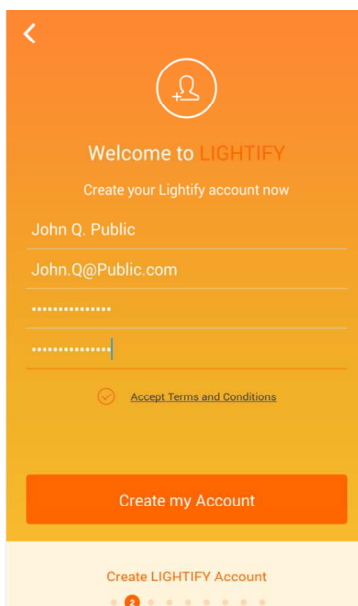 Welcome to LIGHTIFY
Create your Lightify account now
John Q. Public
John.Q@Public.com
•••••••••••••••
•••••••••••••••
Accept Terms and Conditions
Create my Account
Create LIGHTIFY Account
2